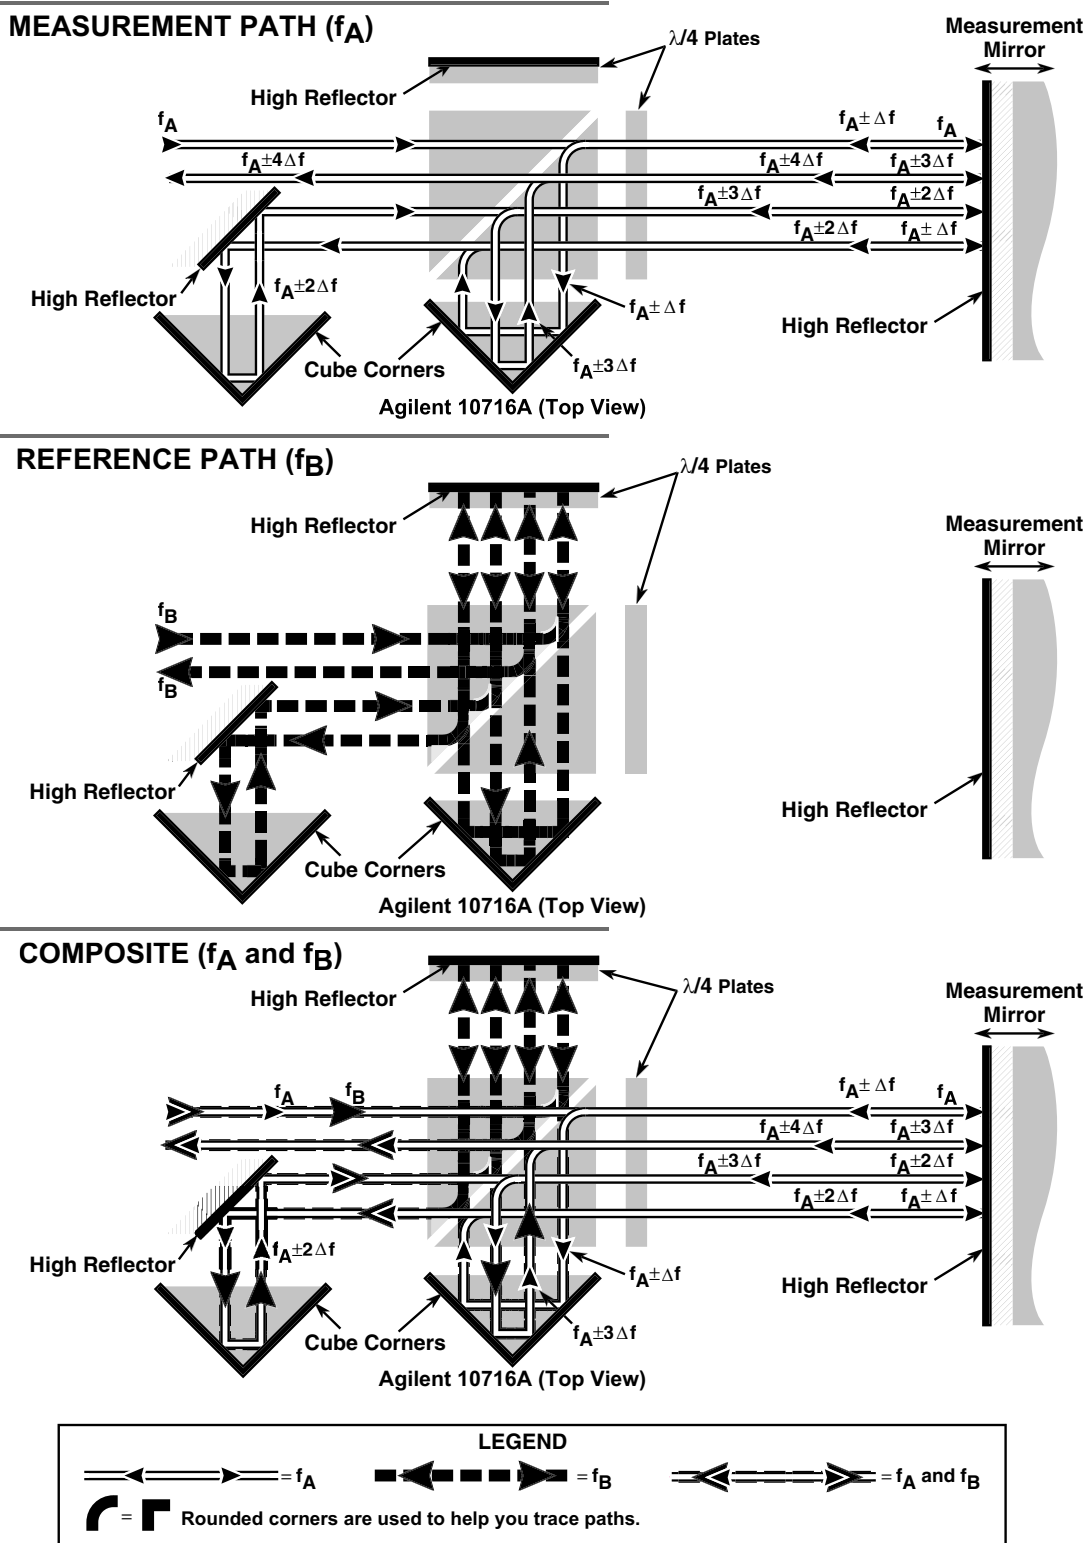 MEASUREMENT PATH (fA)
λ/4 Plates
Measurement
Mirror
High Reflector
fA
fA± Δf
fA
fA±4Δf
fA±4Δf
fA±3Δf
fA±3Δf
fA±2Δf
fA±2Δf
fA± Δf
High Reflector
fA±2Δf
fA± Δf
High Reflector
Cube Corners
fA±3Δf
Agilent 10716A (Top View)
REFERENCE PATH (fB)
λ/4 Plates
High Reflector
Measurement
Mirror
fB
fB
High Reflector
High Reflector
Cube Corners
Agilent 10716A (Top View)
COMPOSITE (fA and fB)
High Reflector
λ/4 Plates
Measurement
Mirror
fA
fB
fA± Δf
fA
fA±4Δf
fA±3Δf
fA±3Δf
fA±2Δf
fA±2Δf
fA± Δf
High Reflector
fA±2Δf
fA±Δf
High Reflector
Cube Corners
fA±3Δf
Agilent 10716A (Top View)
LEGEND
= fA
= fB
= fA and fB
= Rounded corners are used to help you trace paths.